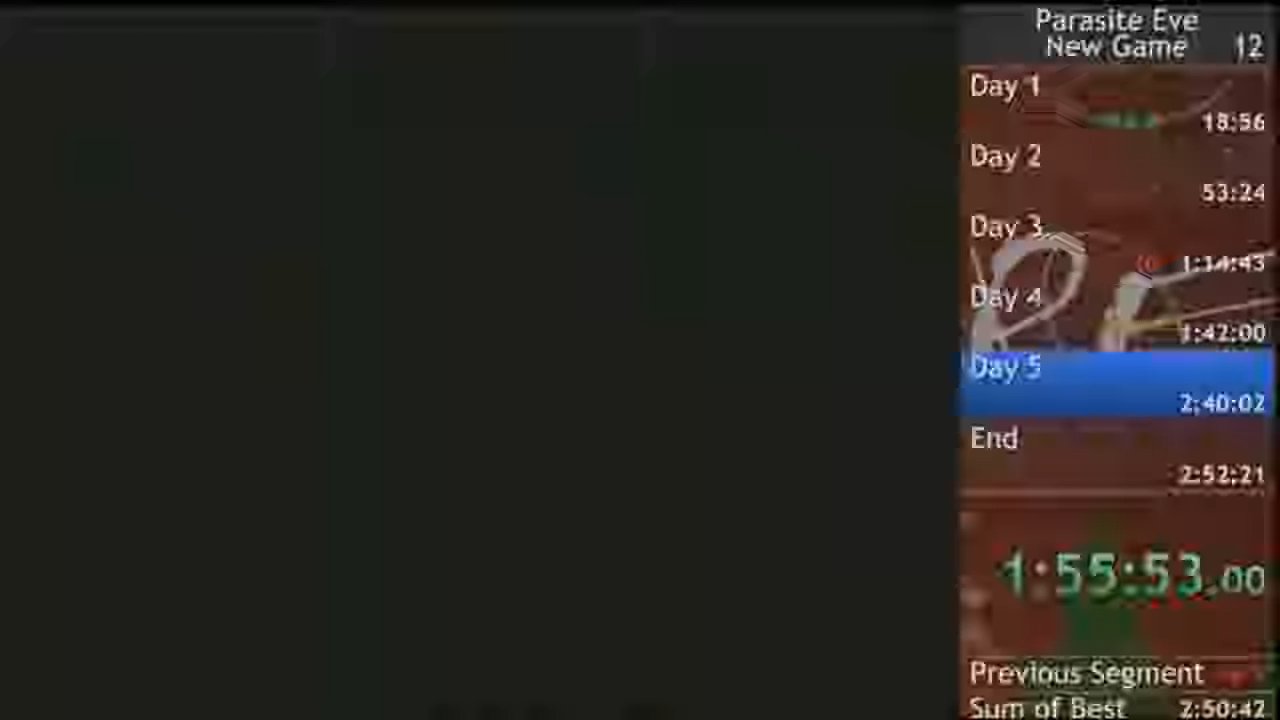 Parasite Eve
New Game 12
Day 1
18:56
Day 2
53:24
Day 3
1:14:43
Day 4
1:42:00
Day 5
2:40:02
End
2:52:21
1:55:53.00
Previous Segment
Sum of Best 2:50:42